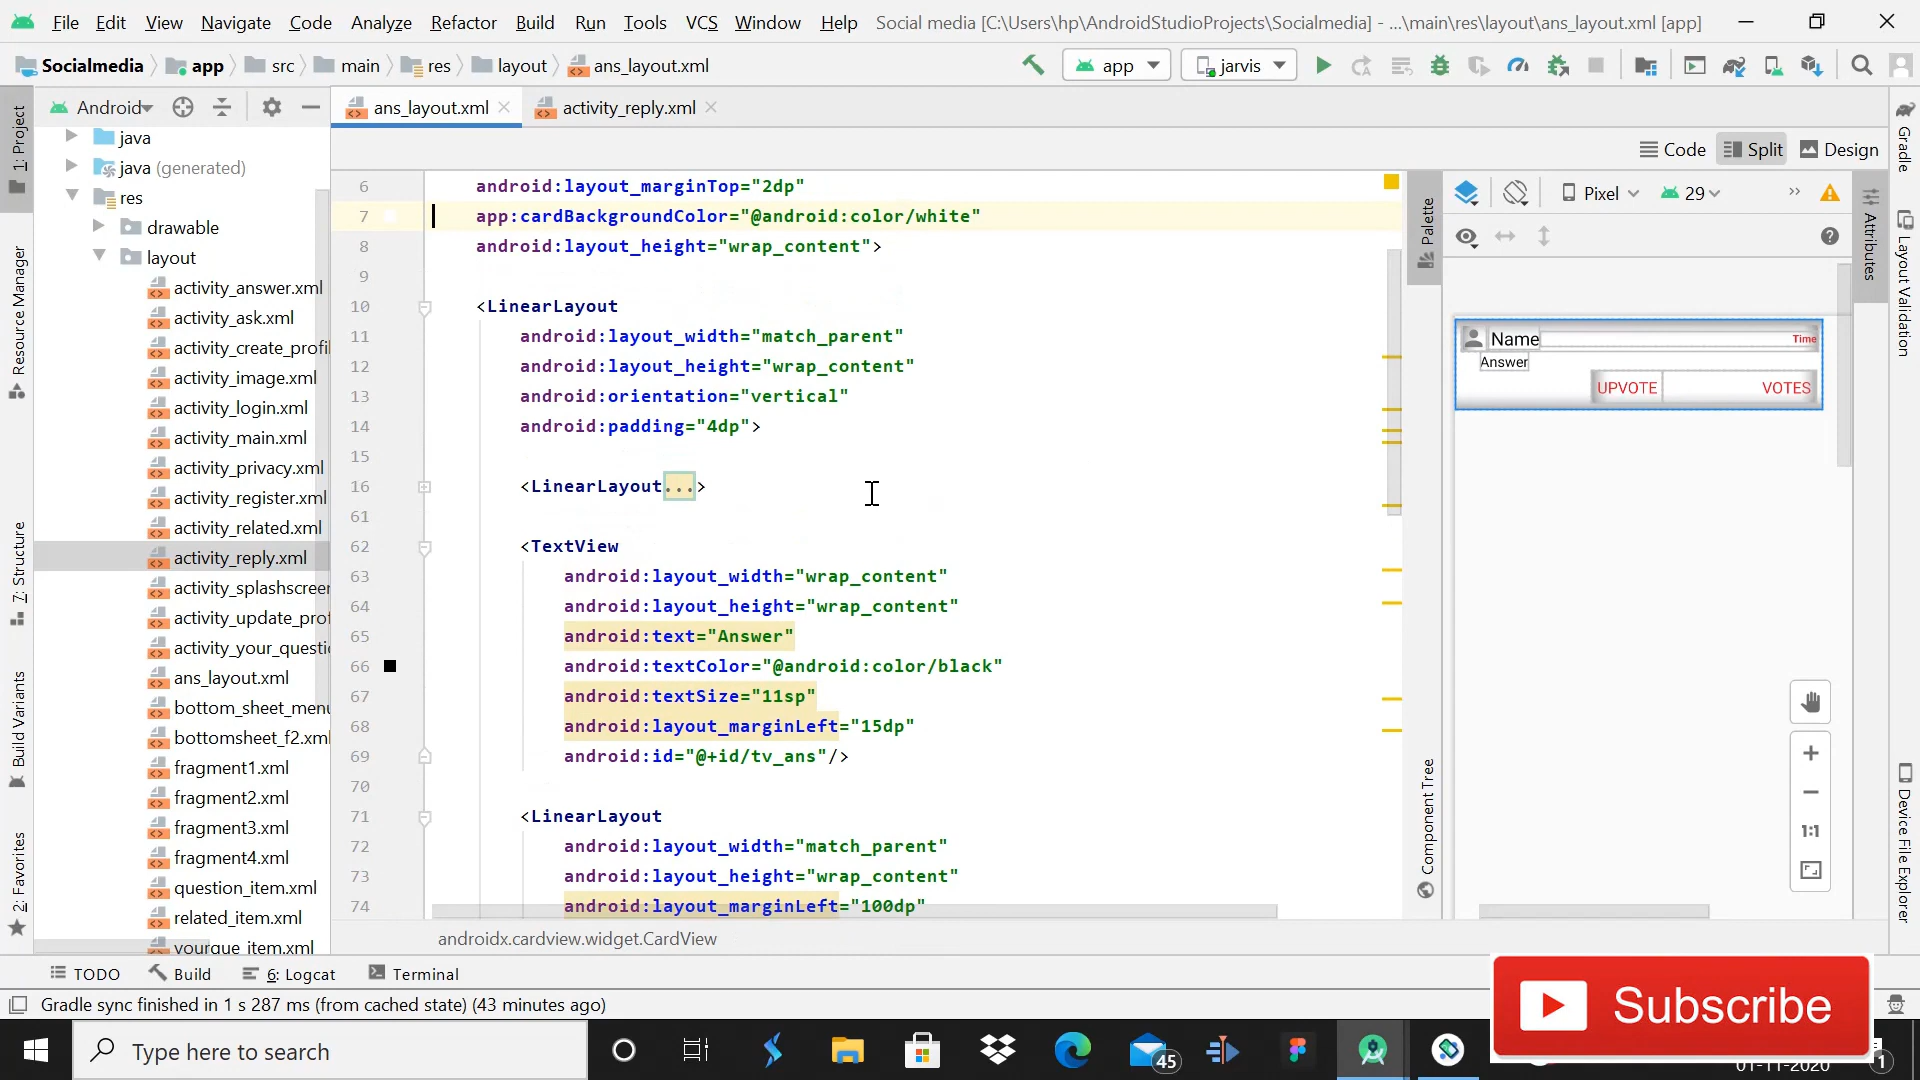 File Edit View Navigate Code Analyze Refactor Build Run Tools VCS Window Help Social media [C:\Users\hp\AndroidStudioProjects\Socialmedia] - ...\main\res\layout\ans_layout.xml [app]
Socialmedia app src main res layout ans_layout.xml app jarvis
1: Project
Resource Manager
7: Structure
Build Variants
2: Favorites
Android
java
java (generated)
res
drawable
layout
activity_answer.xml
activity_ask.xml
activity_create_profi
activity_image.xml
activity_login.xml
activity_main.xml
activity_privacy.xml
activity_register.xml
activity_related.xml
activity_reply.xml
activity_splashscreen
activity_update_prof
activity_your_questi
ans_layout.xml
bottom_sheet_menu
bottomsheet_f2.xml
fragment1.xml
fragment2.xml
fragment3.xml
fragment4.xml
question_item.xml
related_item.xml
yourque_item.xml
ans_layout.xml activity_reply.xml
Code Split Design
6 android:layout_marginTop="2dp"
7 app:cardBackgroundColor="@android:color/white"
8 android:layout_height="wrap_content">
9
10 <LinearLayout
11 android:layout_width="match_parent"
12 android:layout_height="wrap_content"
13 android:orientation="vertical"
14 android:padding="4dp">
15
16 <LinearLayout...>
61
62 <TextView
63 android:layout_width="wrap_content"
64 android:layout_height="wrap_content"
65 android:text="Answer"
66 android:textColor="@android:color/black"
67 android:textSize="11sp"
68 android:layout_marginLeft="15dp"
69 android:id="@+id/tv_ans"/>
70
71 <LinearLayout
72 android:layout_width="match_parent"
73 android:layout_height="wrap_content"
74 android:layout_marginLeft="100dp"
androidx.cardview.widget.CardView
Palette
Component Tree
Pixel 29
Name Time
Answer
UPVOTE VOTES
1:1
Attributes
Gradle
Layout Validation
Device File Explorer
TODO Build 6: Logcat Terminal
Gradle sync finished in 1 s 287 ms (from cached state) (43 minutes ago)
Subscribe
Type here to search
45
01-11-2020
1